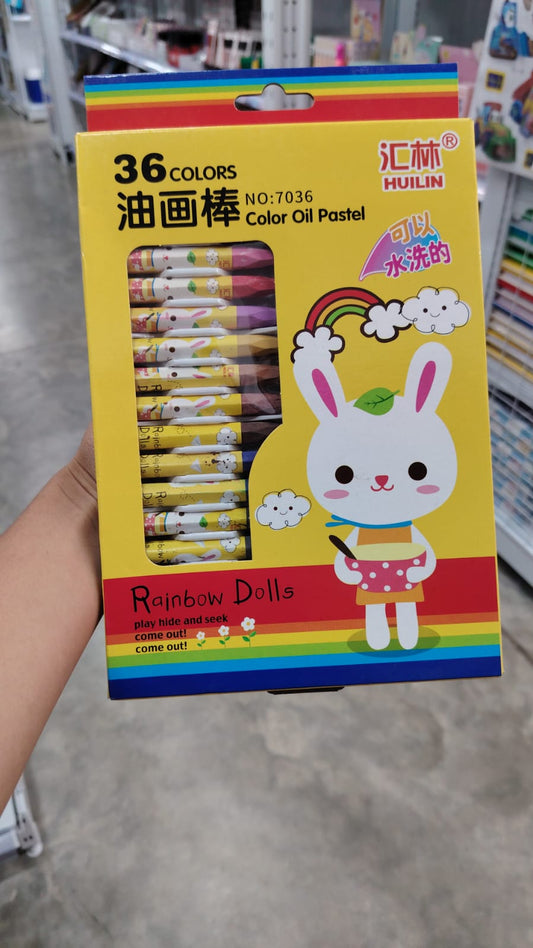 36 COLORS
油画棒 NO:7036
Color Oil Pastel
汇林®
HUILIN
可以
水洗的
Rainbow Dolls
play hide and seek
come out!
come out!